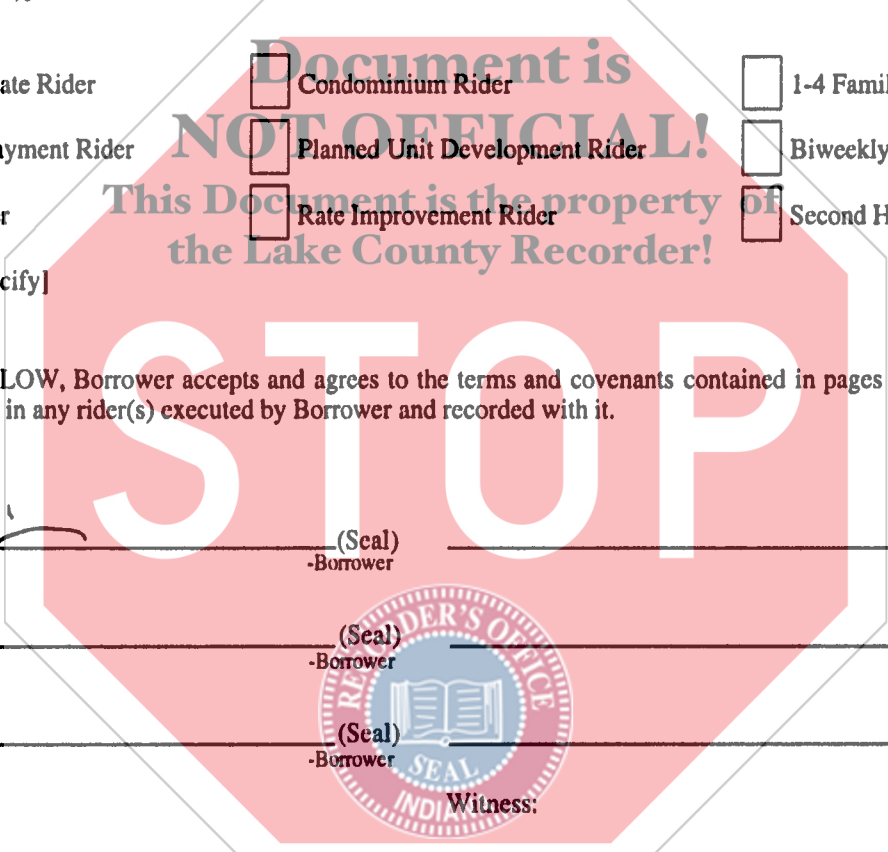 Document is
ate Rider Condominium Rider 1-4 Famil
NOT OFFICIAL!
yment Rider Planned Unit Development Rider Biweekly
This Document is the property of
r Rate Improvement Rider Second H
the Lake County Recorder!
cify]
STOP
LOW, Borrower accepts and agrees to the terms and covenants contained in pages
in any rider(s) executed by Borrower and recorded with it.
(Seal)
-Borrower
(Seal)
-Borrower
(Seal)
-Borrower
RECORDER'S OFFICE
SEAL
INDIANA
Witness: